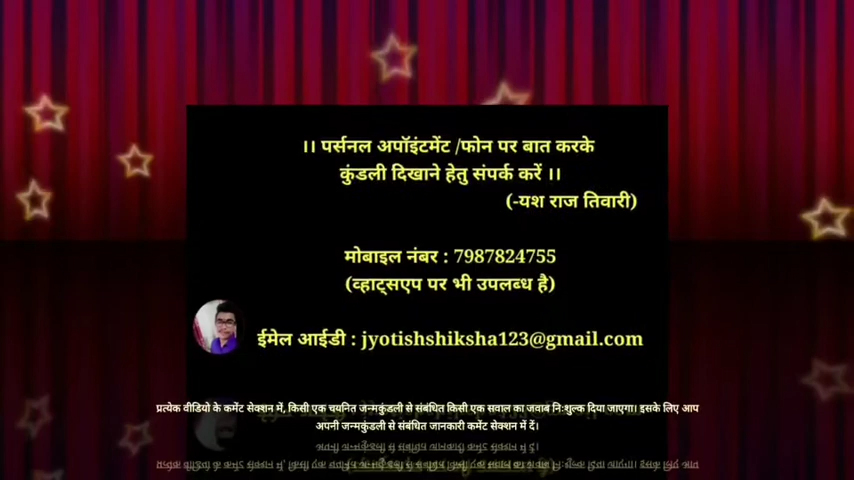 ।। पर्सनल अपॉइंटमेंट /फोन पर बात करके
कुंडली दिखाने हेतु संपर्क करें ।।
(-यश राज तिवारी)
मोबाइल नंबर : 7987824755
(व्हाट्सएप पर भी उपलब्ध है)
ईमेल आईडी : jyotishshiksha123@gmail.com
प्रत्येक वीडियो के कमेंट सेक्शन में, किसी एक चयनित जन्मकुंडली से संबंधित किसी एक सवाल का जवाब निःशुल्क दिया जाएगा। इसके लिए आप
अपनी जन्मकुंडली से संबंधित जानकारी कमेंट सेक्शन में दें।